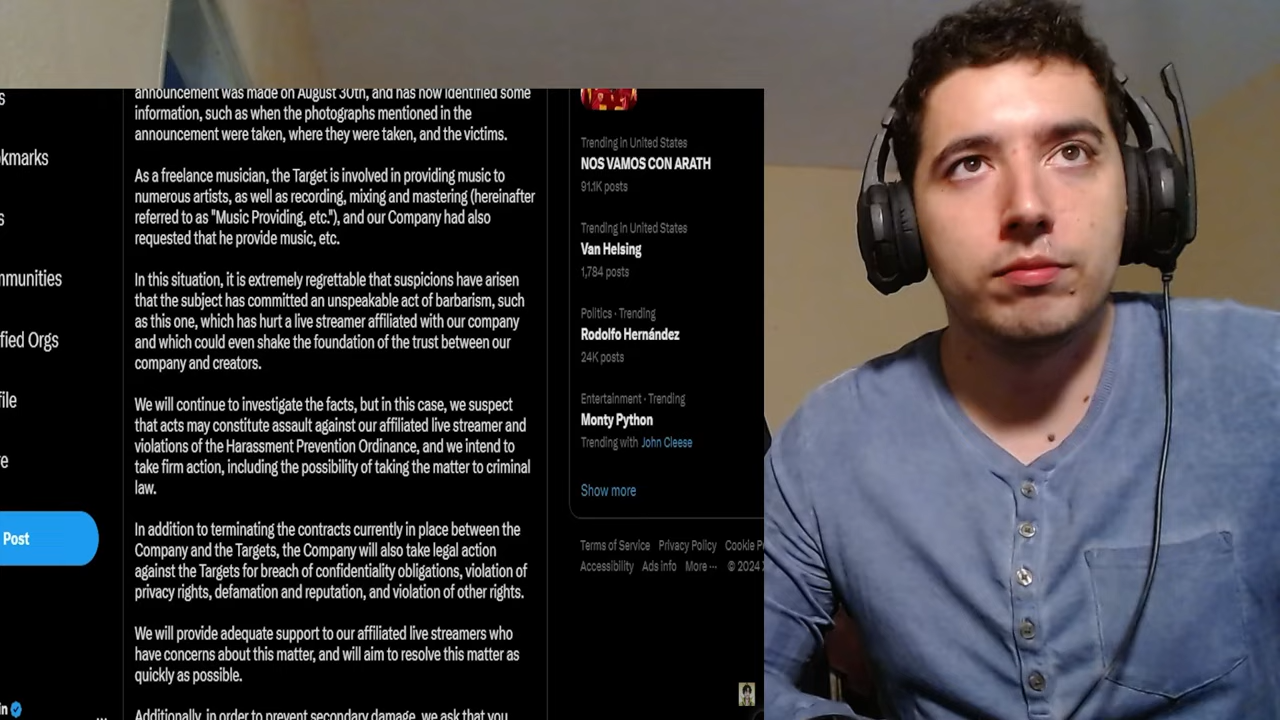 s
okmarks
s
mmunities
fied Orgs
file
re
Post
in
announcement was made on August 30th, and has now identified some
information, such as when the photographs mentioned in the
announcement were taken, where they were taken, and the victims.
As a freelance musician, the Target is involved in providing music to
numerous artists, as well as recording, mixing and mastering (hereinafter
referred to as "Music Providing, etc."), and our Company had also
requested that he provide music, etc.
In this situation, it is extremely regrettable that suspicions have arisen
that the subject has committed an unspeakable act of barbarism, such
as this one, which has hurt a live streamer affiliated with our company
and which could even shake the foundation of the trust between our
company and creators.
We will continue to investigate the facts, but in this case, we suspect
that acts may constitute assault against our affiliated live streamer and
violations of the Harassment Prevention Ordinance, and we intend to
take firm action, including the possibility of taking the matter to criminal
law.
In addition to terminating the contracts currently in place between the
Company and the Targets, the Company will also take legal action
against the Targets for breach of confidentiality obligations, violation of
privacy rights, defamation and reputation, and violation of other rights.
We will provide adequate support to our affiliated live streamers who
have concerns about this matter, and will aim to resolve this matter as
quickly as possible.
Additionally, in order to prevent secondary damage, we ask that you
Trending in United States
NOS VAMOS CON ARATH
91.1K posts
Trending in United States
Van Helsing
1,784 posts
Politics · Trending
Rodolfo Hernández
24K posts
Entertainment · Trending
Monty Python
Trending with John Cleese
Show more
Terms of Service Privacy Policy Cookie P
Accessibility Ads info More ··· © 2024 X